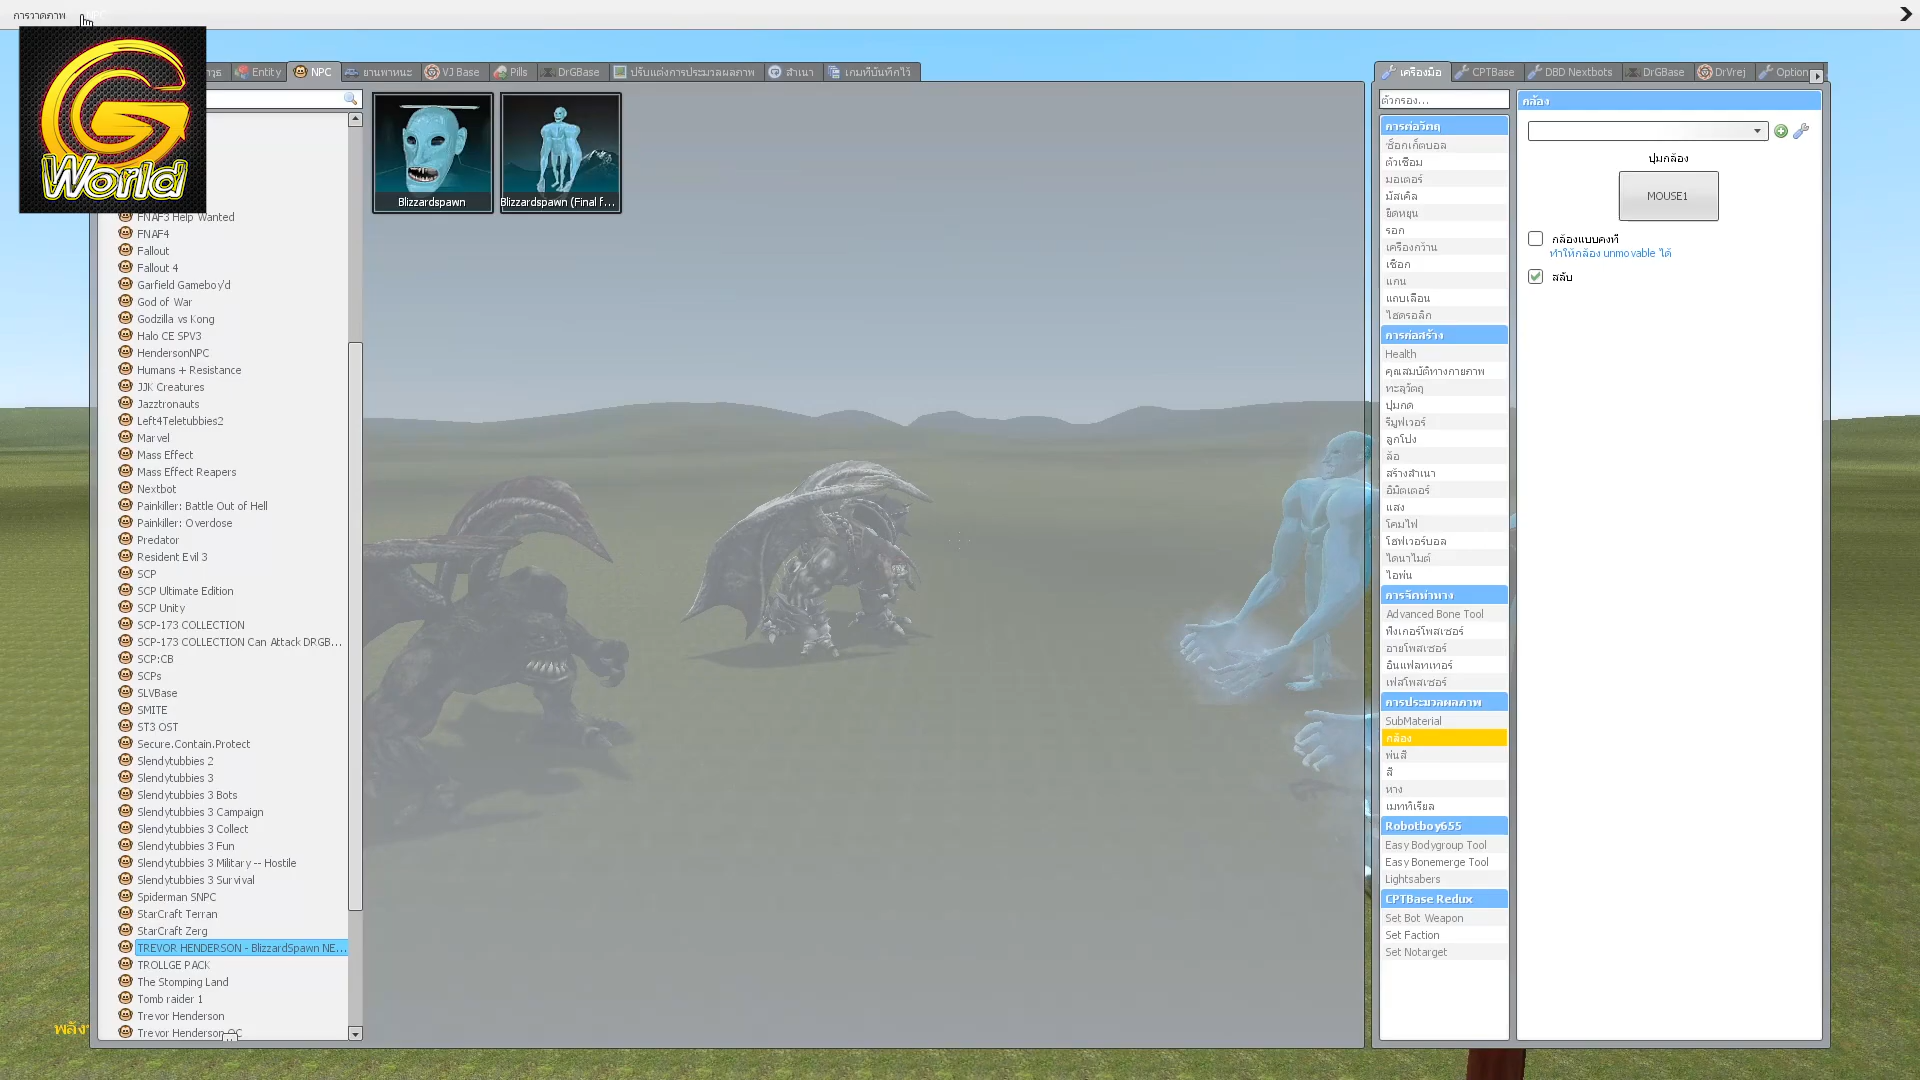 การวาดภาพ
G
World
Entity
NPC
ยานพาหนะ
VJ Base
Pills
DrGBase
ปรับแต่งการประมวลผลภาพ
สำเนา
เกมที่บันทึกไว้
FNAF3 Help Wanted
FNAF4
Fallout
Fallout 4
Garfield Gameboy'd
God of War
Godzilla vs Kong
Halo CE SPV3
HendersonNPC
Humans + Resistance
JJK Creatures
Jazztronauts
Left4Teletubbies2
Marvel
Mass Effect
Mass Effect Reapers
Nextbot
Painkiller: Battle Out of Hell
Painkiller: Overdose
Predator
Resident Evil 3
SCP
SCP Ultimate Edition
SCP Unity
SCP-173 COLLECTION
SCP-173 COLLECTION Can Attack DRGB...
SCP:CB
SCPs
SLVBase
SMITE
ST3 OST
Secure.Contain.Protect
Slendytubbies 2
Slendytubbies 3
Slendytubbies 3 Bots
Slendytubbies 3 Campaign
Slendytubbies 3 Collect
Slendytubbies 3 Fun
Slendytubbies 3 Military -- Hostile
Slendytubbies 3 Survival
Spiderman SNPC
StarCraft Terran
StarCraft Zerg
TREVOR HENDERSON - BlizzardSpawn NE...
TROLLGE PACK
The Stomping Land
Tomb raider 1
Trevor Henderson
Trevor Henderson OC
Blizzardspawn
Blizzardspawn (Final f...
เครื่องมือ
CPTBase
DBD Nextbots
DrGBase
DrVrej
Option
ตัวกรอง...
การต่อวัตถุ
ซ็อกเก็ตบอล
ตัวเชื่อม
มอเตอร์
มัสเคิล
ยืดหยุ่น
รอก
เครื่องกว้าน
เชือก
แกน
แถบเลื่อน
ไฮดรอลิก
การก่อสร้าง
Health
คุณสมบัติทางกายภาพ
ทะลุวัตถุ
ปุ่มกด
รีมูฟเวอร์
ลูกโป่ง
ล้อ
สร้างสำเนา
อิมิตเตอร์
แสง
โคมไฟ
โฮฟเวอร์บอล
ไดนาไมต์
ไอพ่น
การจัดท่าทาง
Advanced Bone Tool
ฟิงเกอร์โพสเซอร์
อายโพสเซอร์
อินเฟลทเทอร์
เฟสโพสเซอร์
การประมวลผลภาพ
SubMaterial
กล้อง
พ่นสี
สี
ทาง
เมททีเรียล
Robotboy655
Easy Bodygroup Tool
Easy Bonemerge Tool
Lightsabers
CPTBase Redux
Set Bot Weapon
Set Faction
Set Notarget
กล้อง
ปุ่มกล้อง
MOUSE1
กล้องแบบคงที่
ทำให้กล้อง unmovable ได้
สลับ